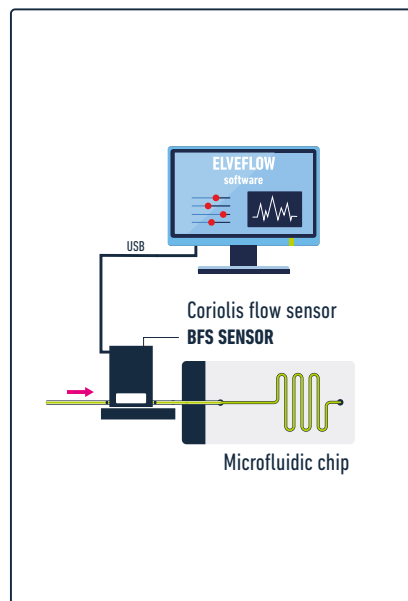 ELVEFLOW
software
USB
Coriolis flow sensor
BFS SENSOR
Microfluidic chip